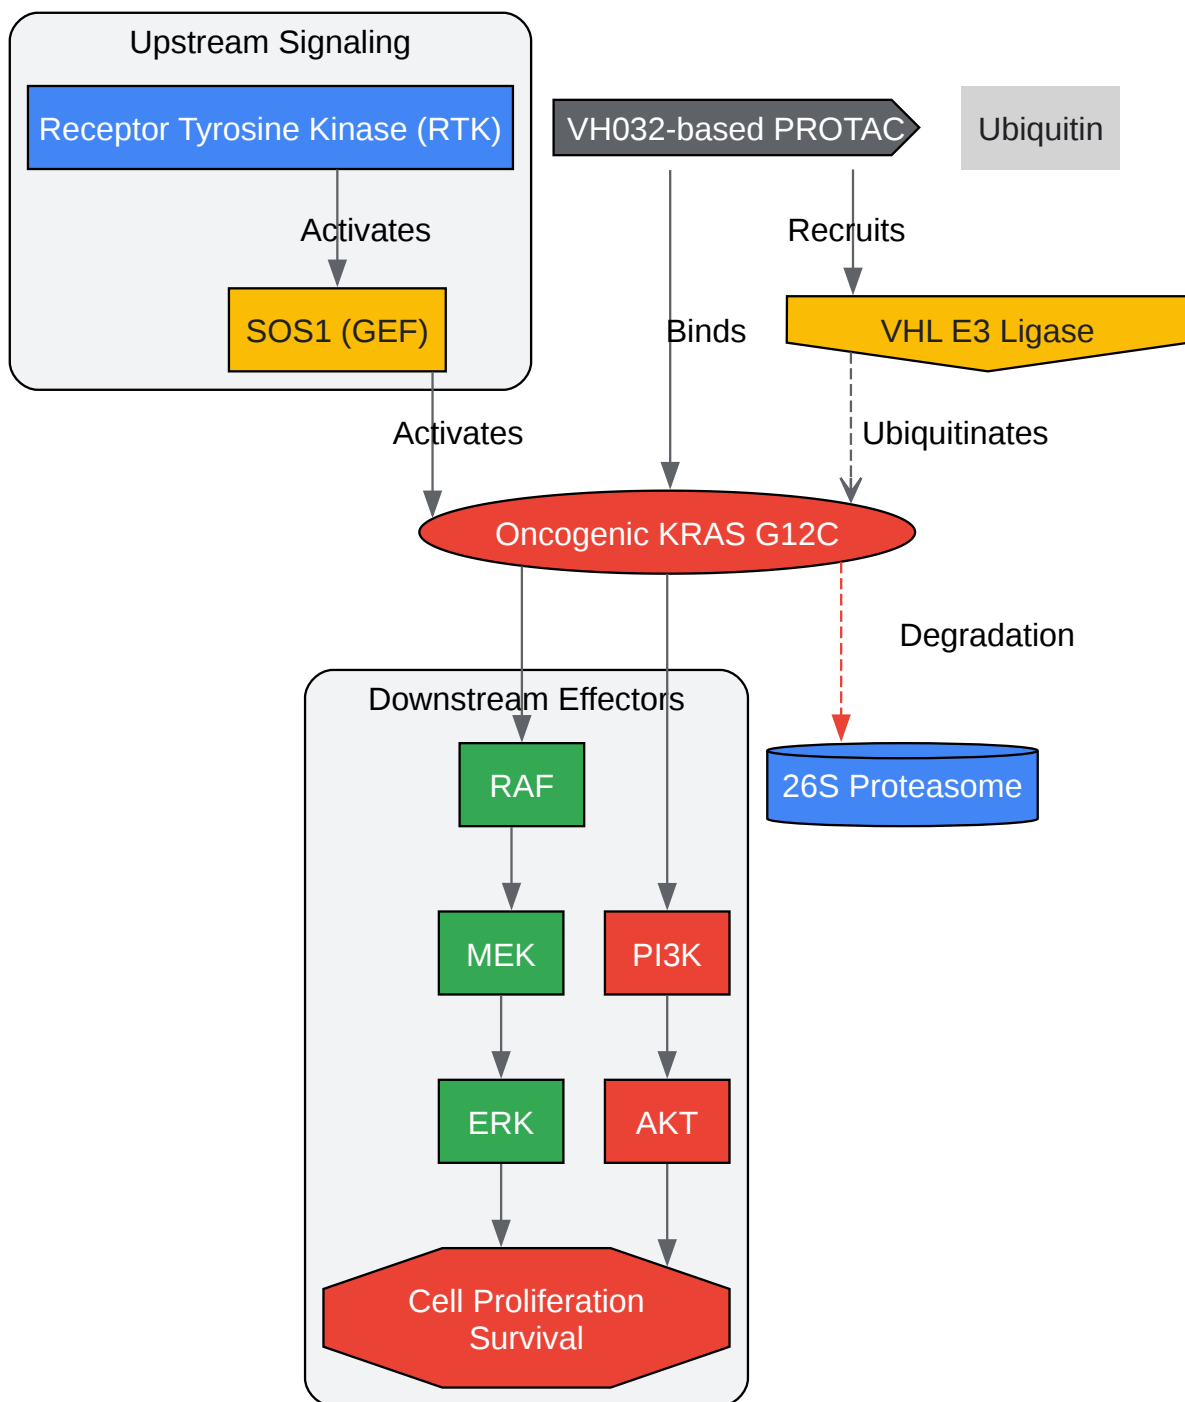 Upstream Signaling
Receptor Tyrosine Kinase (RTK)
VH032-based PROTAC
Ubiquitin
Activates
Recruits
SOS1 (GEF)
Binds
VHL E3 Ligase
Activates
Ubiquitinates
Oncogenic KRAS G12C
Degradation
Downstream Effectors
RAF
26S Proteasome
MEK
PI3K
ERK
AKT
Cell Proliferation
Survival